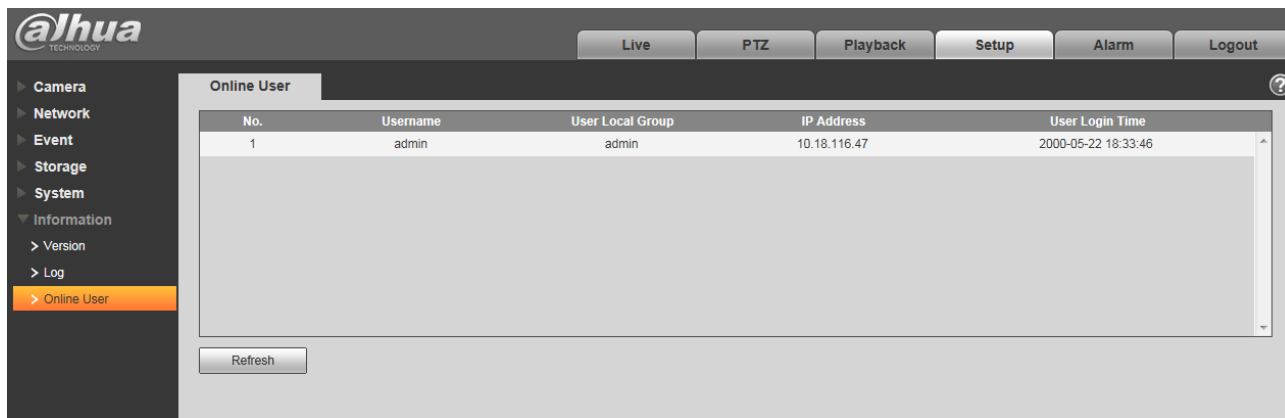 alhua
TECHNOLOGY
Live PTZ Playback Setup Alarm Logout
Camera
Network
Event
Storage
System
Information
> Version
> Log
> Online User
Online User
No. Username User Local Group IP Address User Login Time
1 admin admin 10.18.116.47 2000-05-22 18:33:46
Refresh